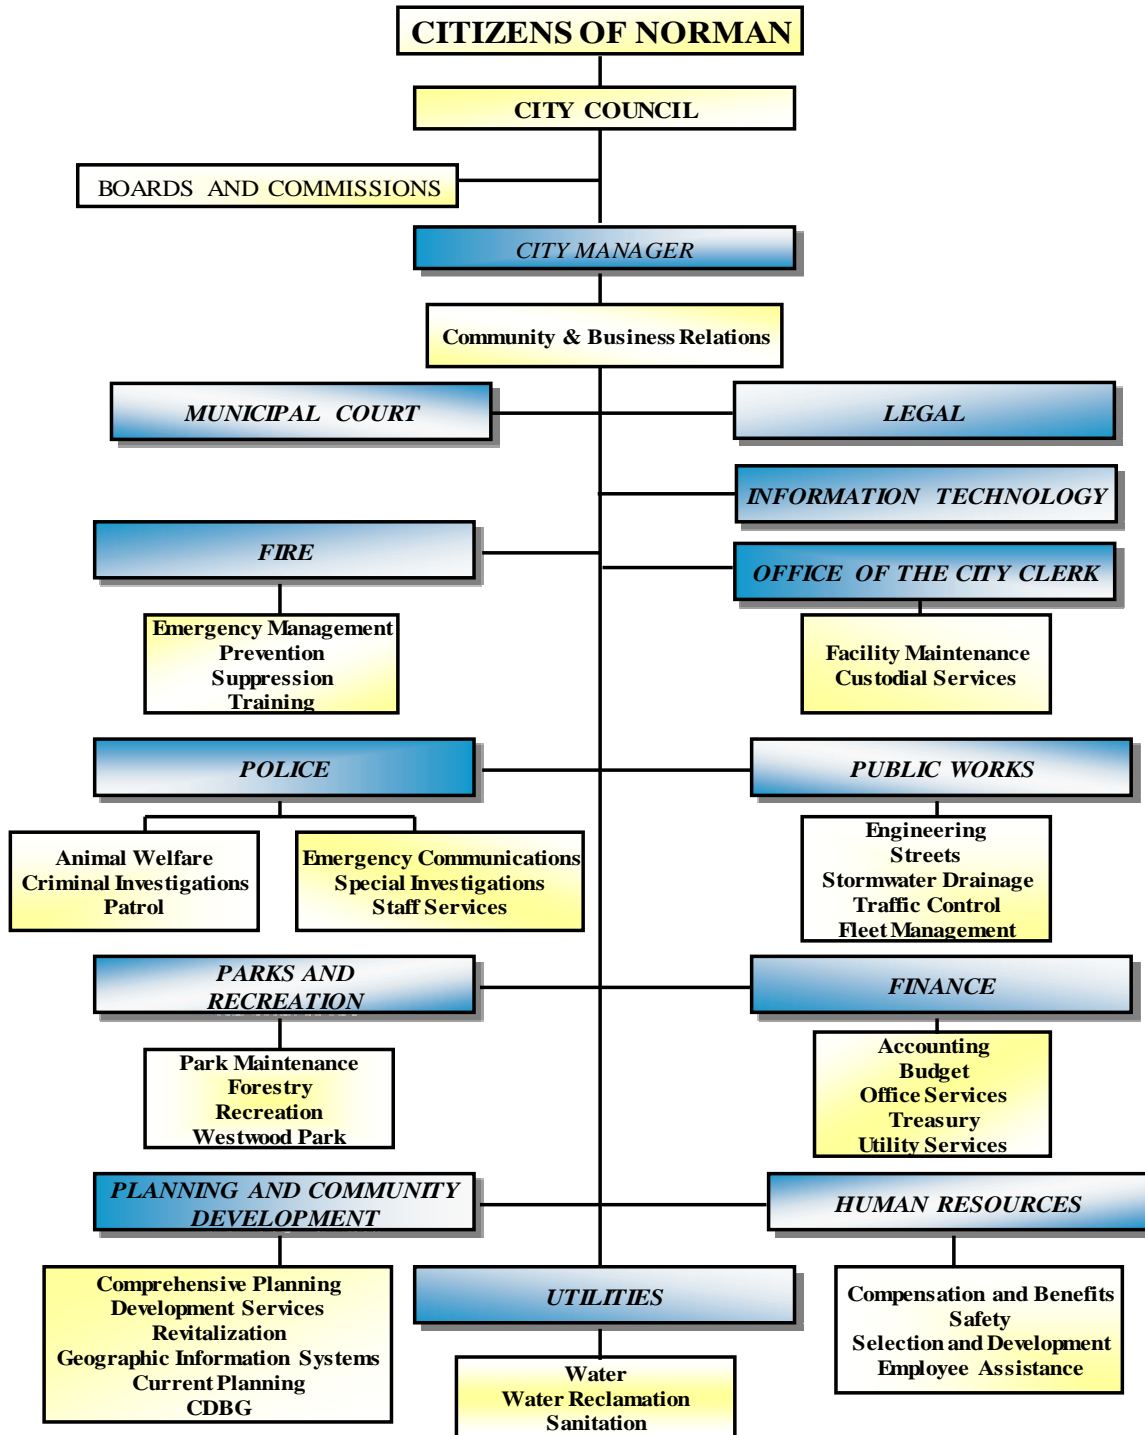 CITIZENS OF NORMAN
CITY COUNCIL
BOARDS AND COMMISSIONS
CITY MANAGER
Community & Business Relations
MUNICIPAL COURT
LEGAL
INFORMATION TECHNOLOGY
FIRE
OFFICE OF THE CITY CLERK
Emergency Management
Prevention
Suppression
Training
Facility Maintenance
Custodial Services
POLICE
PUBLIC WORKS
Animal Welfare
Criminal Investigations
Patrol
Emergency Communications
Special Investigations
Staff Services
Engineering
Streets
Stormwater Drainage
Traffic Control
Fleet Management
PARKS AND
RECREATION
FINANCE
Park Maintenance
Forestry
Recreation
Westwood Park
Accounting
Budget
Office Services
Treasury
Utility Services
PLANNING AND COMMUNITY
DEVELOPMENT
HUMAN RESOURCES
Comprehensive Planning
Development Services
Revitalization
Geographic Information Systems
Current Planning
CDBG
UTILITIES
Compensation and Benefits
Safety
Selection and Development
Employee Assistance
Water
Water Reclamation
Sanitation